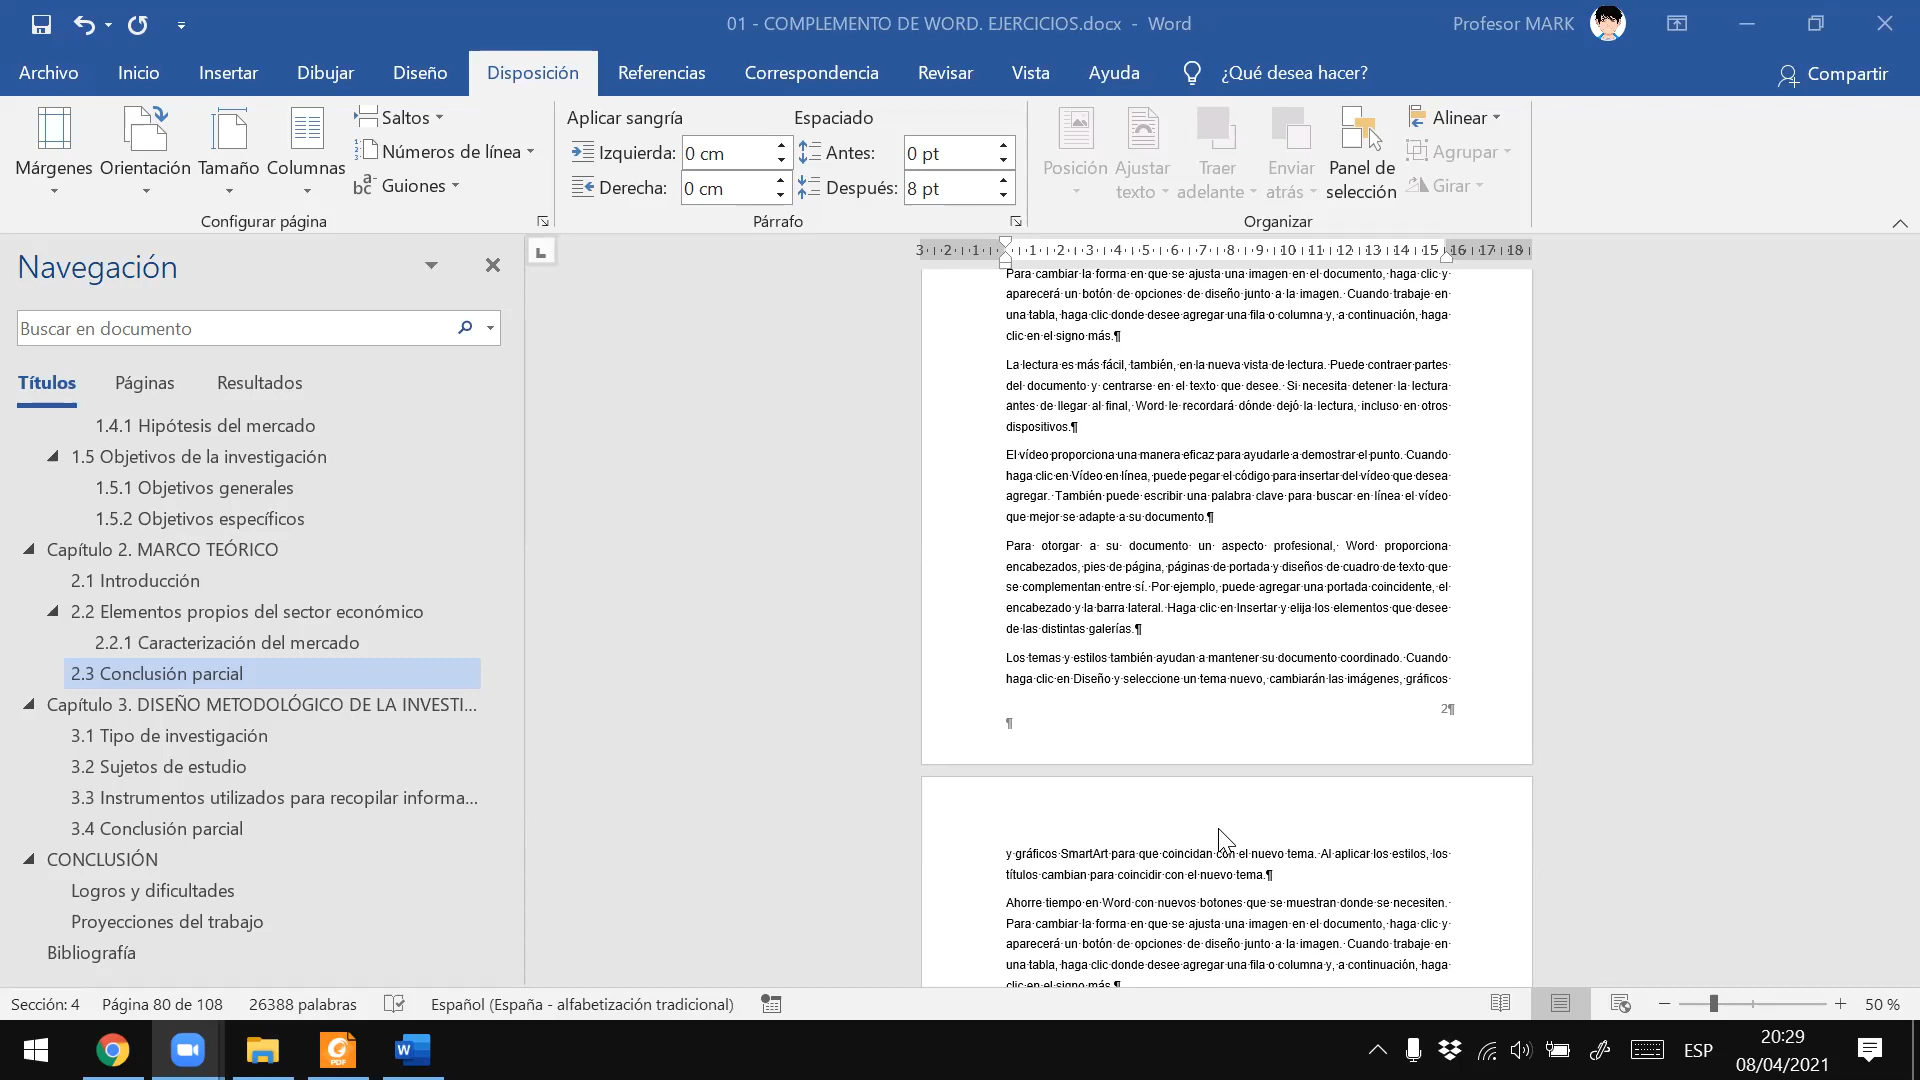 01 - COMPLEMENTO DE WORD. EJERCICIOS.docx - Word
Profesor MARK
Archivo
Inicio
Insertar
Dibujar
Diseño
Disposición
Referencias
Correspondencia
Revisar
Vista
Ayuda
¿Qué desea hacer?
Compartir
Márgenes
Orientación
Tamaño
Columnas
Saltos
Números de línea
Guiones
Configurar página
Aplicar sangría
Izquierda: 0 cm
Derecha: 0 cm
Espaciado
Antes: 0 pt
Después: 8 pt
Párrafo
Posición
Ajustar texto
Traer adelante
Enviar atrás
Panel de selección
Alinear
Agrupar
Girar
Organizar
Navegación
Buscar en documento
Títulos
Páginas
Resultados
1.4.1 Hipótesis del mercado
1.5 Objetivos de la investigación
1.5.1 Objetivos generales
1.5.2 Objetivos específicos
Capítulo 2. MARCO TEÓRICO
2.1 Introducción
2.2 Elementos propios del sector económico
2.2.1 Caracterización del mercado
2.3 Conclusión parcial
Capítulo 3. DISEÑO METODOLÓGICO DE LA INVESTI...
3.1 Tipo de investigación
3.2 Sujetos de estudio
3.3 Instrumentos utilizados para recopilar informa...
3.4 Conclusión parcial
CONCLUSIÓN
Logros y dificultades
Proyecciones del trabajo
Bibliografía
3 2 1 1 2 3 4 5 6 7 8 9 10 11 12 13 14 15 16 17 18
Para cambiar la forma en que se ajusta una imagen en el documento, haga clic y
aparecerá un botón de opciones de diseño junto a la imagen. Cuando trabaje en
una tabla, haga clic donde desee agregar una fila o columna y, a continuación, haga
clic en el signo más.¶
La lectura es más fácil, también, en la nueva vista de lectura. Puede contraer partes
del documento y centrarse en el texto que desee. Si necesita detener la lectura
antes de llegar al final, Word le recordará dónde dejó la lectura, incluso en otros
dispositivos.¶
El vídeo proporciona una manera eficaz para ayudarle a demostrar el punto. Cuando
haga clic en Vídeo en línea, puede pegar el código para insertar del vídeo que desea
agregar. También puede escribir una palabra clave para buscar en línea el vídeo
que mejor se adapte a su documento.¶
Para otorgar a su documento un aspecto profesional, Word proporciona
encabezados, pies de página, páginas de portada y diseños de cuadro de texto que
se complementan entre sí. Por ejemplo, puede agregar una portada coincidente, el
encabezado y la barra lateral. Haga clic en Insertar y elija los elementos que desee
de las distintas galerías.¶
Los temas y estilos también ayudan a mantener su documento coordinado. Cuando
haga clic en Diseño y seleccione un tema nuevo, cambiarán las imágenes, gráficos
2¶
¶
y gráficos SmartArt para que coincidan con el nuevo tema. Al aplicar los estilos, los
títulos cambian para coincidir con el nuevo tema.¶
Ahorre tiempo en Word con nuevos botones que se muestran donde se necesiten.
Para cambiar la forma en que se ajusta una imagen en el documento, haga clic y
aparecerá un botón de opciones de diseño junto a la imagen. Cuando trabaje en
una tabla, haga clic donde desee agregar una fila o columna y, a continuación, haga
clic en el signo más.¶
Sección: 4
Página 80 de 108
26388 palabras
Español (España - alfabetización tradicional)
50 %
PDF
ESP
20:29
08/04/2021